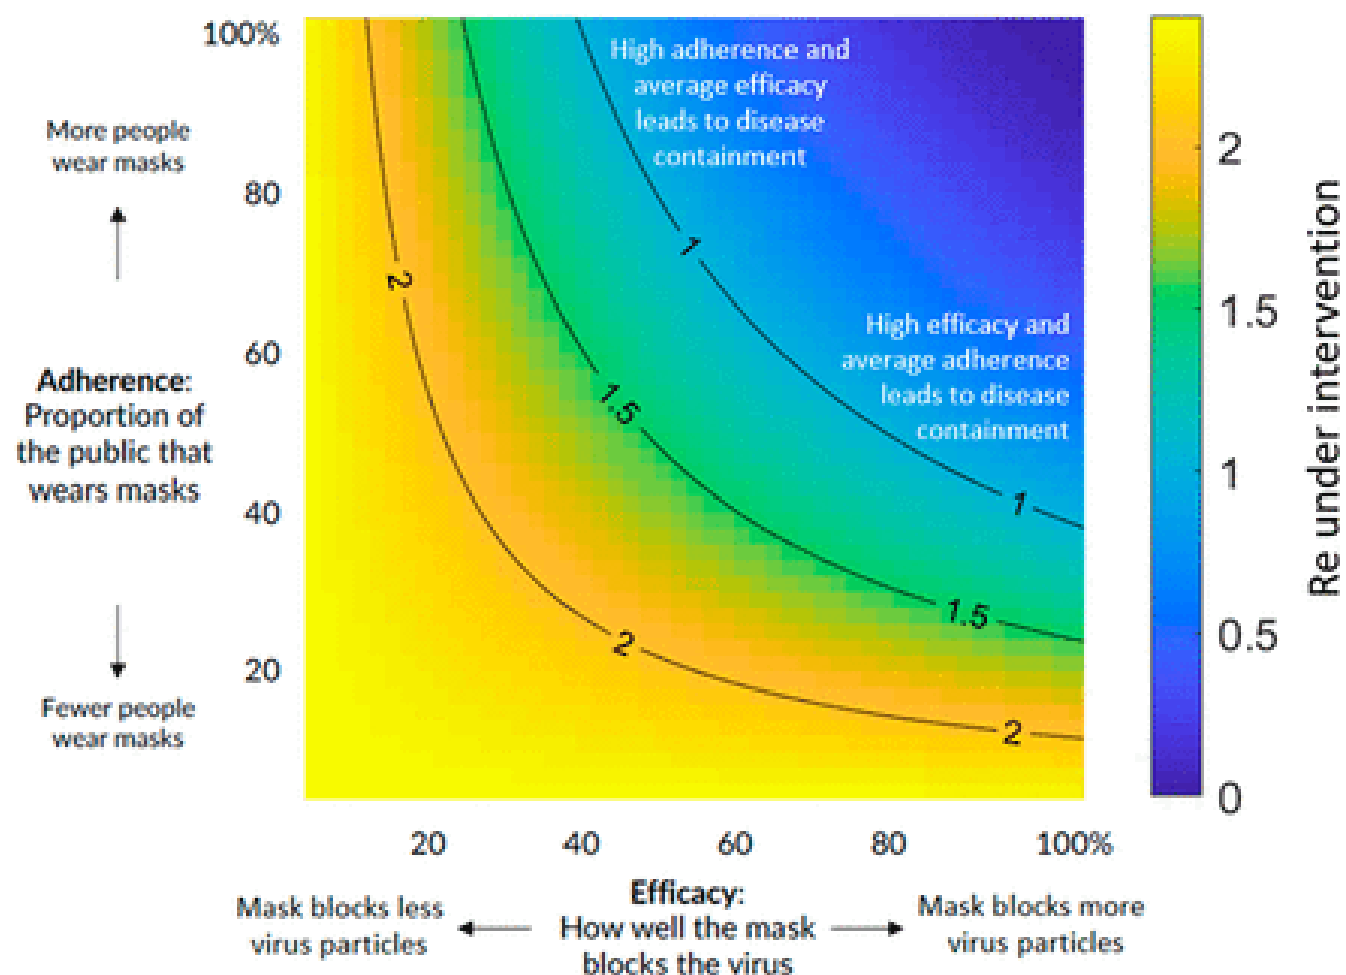 100%
80
60
40
20
More people
wear masks
Adherence:
Proportion of
the public that
wears masks
Fewer people
wear masks
High adherence and
average efficacy
leads to disease
containment
High efficacy and
average adherence
leads to disease
containment
2
2
2
1.5
1.5
1
1
2
1.5
1
0.5
0
Re under intervention
20
40
60
80
100%
Mask blocks less
virus particles
Efficacy:
How well the mask
blocks the virus
Mask blocks more
virus particles